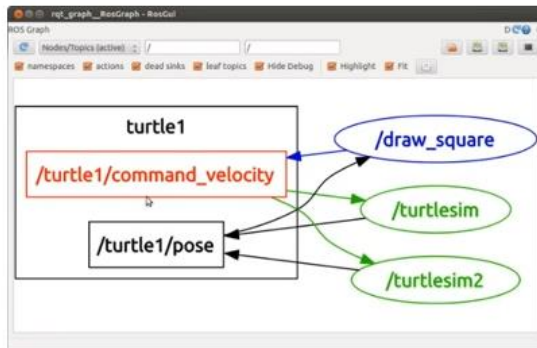 rqt_graph__RosGraph - RosGui
ROS Graph
Nodes/Topics (active) / /
namespaces actions dead sinks leaf topics Hide Debug Highlight Fit
turtle1
/draw_square
/turtle1/command_velocity
/turtlesim
/turtle1/pose
/turtlesim2